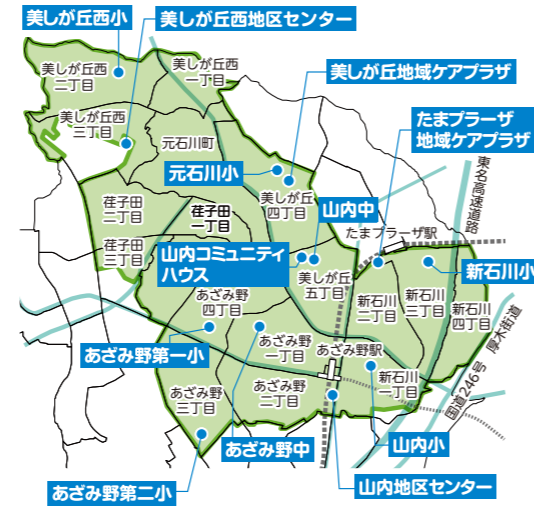 美しが丘西小
美しが丘西地区センター
美しが丘西
二丁目
美しが丘西
一丁目
美しが丘地域ケアプラザ
美しが丘西
三丁目
元石川町
たまプラーザ
地域ケアプラザ
東名高速道路
元石川小
美しが丘
四丁目
山内中
荏子田
二丁目
荏子田
一丁目
たまプラーザ駅
荏子田
三丁目
山内コミュニティ
ハウス
美しが丘
五丁目
新石川小
あざみ野
四丁目
新石川
二丁目
新石川
三丁目
新石川
四丁目
あざみ野第一小
あざみ野
一丁目
あざみ野駅
国道246号 厚木街道
あざみ野
三丁目
あざみ野
二丁目
新石川
一丁目
あざみ野中
山内小
あざみ野第二小
山内地区センター